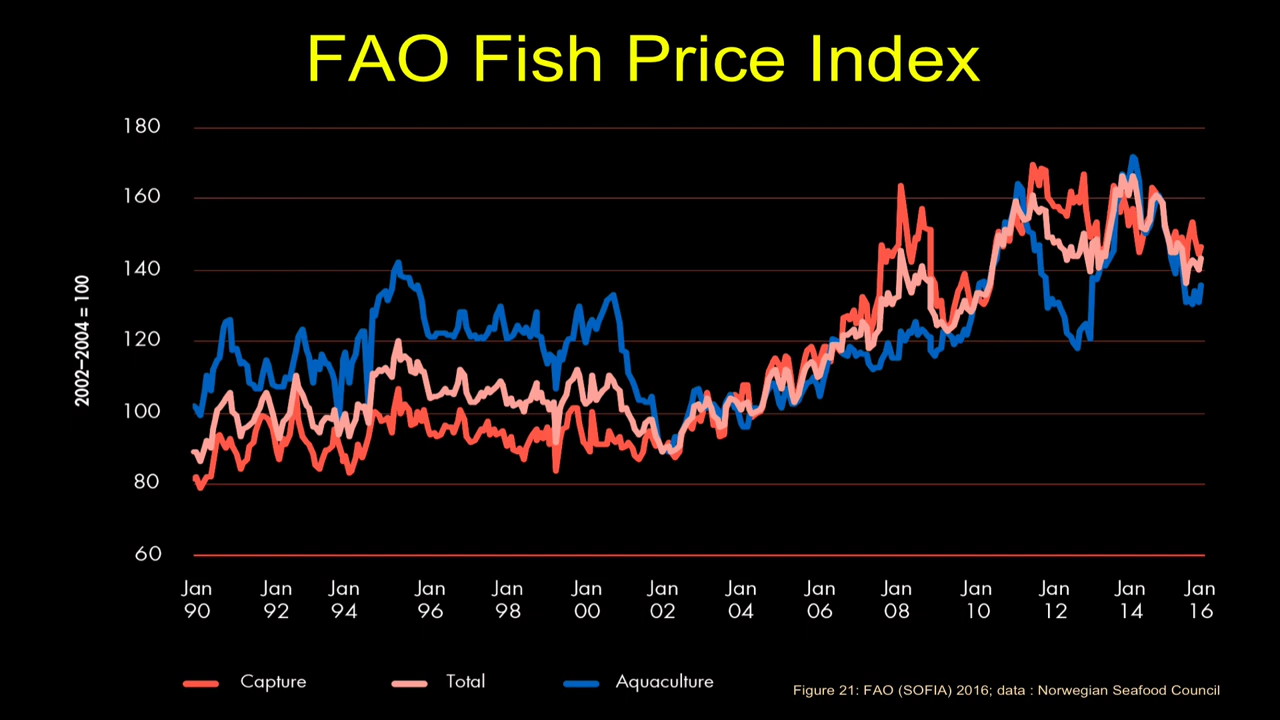 FAO Fish Price Index
180
160
140
120
100
80
60
2002–2004 = 100
Jan 90
Jan 92
Jan 94
Jan 96
Jan 98
Jan 00
Jan 02
Jan 04
Jan 06
Jan 08
Jan 10
Jan 12
Jan 14
Jan 16
Capture
Total
Aquaculture
Figure 21: FAO (SOFIA) 2016; data : Norwegian Seafood Council